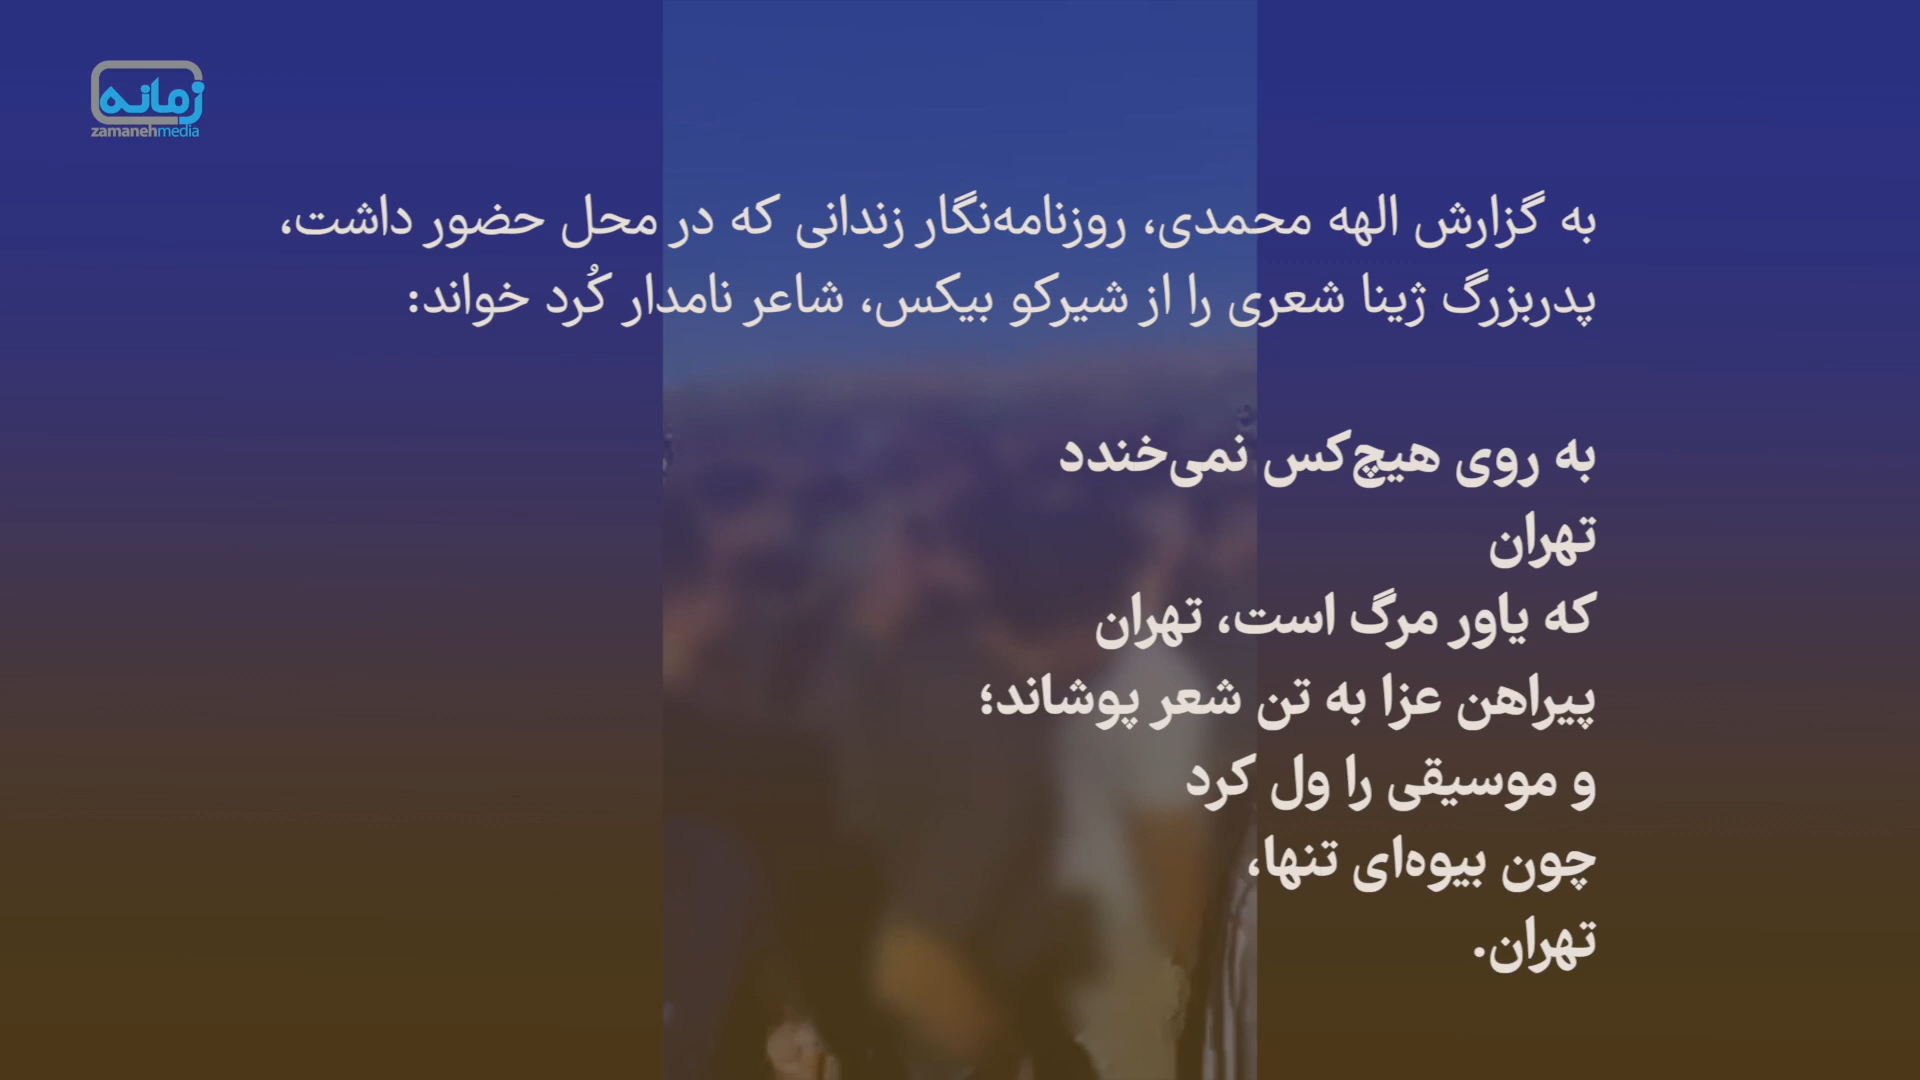 زمانه
zamanehmedia
به گزارش الهه محمدی، روزنامه‌نگار زندانی که در محل حضور داشت،
پدربزرگ ژینا شعری را از شیرکو بیکس، شاعر نامدار کُرد خواند:
به روی هیچ‌کس نمی‌خندد
تهران
که یاور مرگ است، تهران
پیراهن عزا به تن شعر پوشاند؛
و موسیقی را ول کرد
چون بیوه‌ای تنها،
تهران.